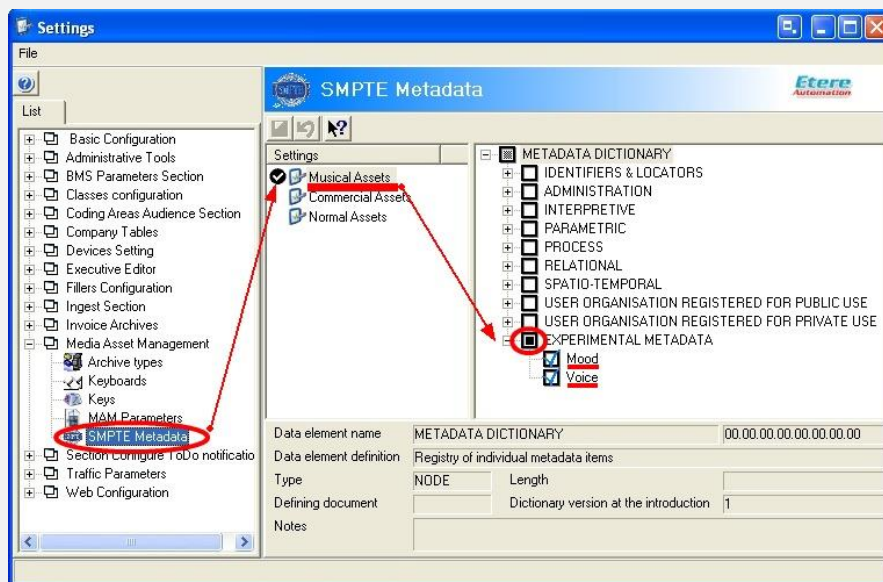 Settings
File
SMPTE Metadata
Etere
Automation
List
Basic Configuration
Administrative Tools
BMS Parameters Section
Classes configuration
Coding Areas Audience Section
Company Tables
Devices Setting
Executive Editor
Fillers Configuration
Ingest Section
Invoice Archives
Media Asset Management
Archive types
Keyboards
Keys
MAM Parameters
SMPTE Metadata
Section Configure ToDo notificatio
Traffic Parameters
Web Configuration
Settings
Musical Assets
Commercial Assets
Normal Assets
METADATA DICTIONARY
IDENTIFIERS & LOCATORS
ADMINISTRATION
INTERPRETIVE
PARAMETRIC
PROCESS
RELATIONAL
SPATIO-TEMPORAL
USER ORGANISATION REGISTERED FOR PUBLIC USE
USER ORGANISATION REGISTERED FOR PRIVATE USE
EXPERIMENTAL METADATA
Mood
Voice
Data element name METADATA DICTIONARY 00.00.00.00.00.00.00.00
Data element definition Registry of individual metadata items
Type NODE Length
Defining document Dictionary version at the introduction 1
Notes